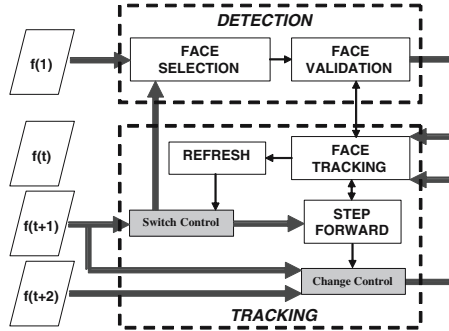 DETECTION
f(1)
FACE
SELECTION
FACE
VALIDATION
f(t)
REFRESH
FACE
TRACKING
f(t+1)
Switch Control
STEP
FORWARD
f(t+2)
Change Control
TRACKING